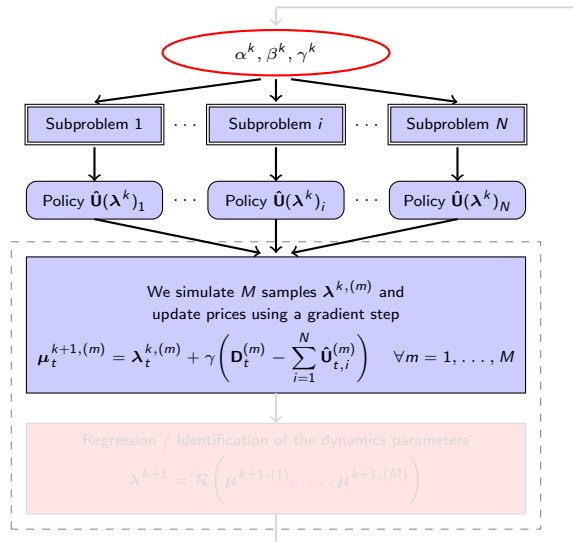 α^k, β^k, γ^k
Subproblem 1 · · · Subproblem i · · · Subproblem N
Policy Û(λ^k)_1 · · · Policy Û(λ^k)_i · · · Policy Û(λ^k)_N
We simulate M samples λ^{k,(m)} and
update prices using a gradient step
μ_t^{k+1,(m)} = λ_t^{k,(m)} + γ(D_t^{(m)} − ∑_{i=1}^{N} Û_{t,i}^{(m)}) ∀m = 1, . . . , M
Regression / Identification of the dynamics parameters
λ^{k+1} = R(μ^{k+1,(1)}, . . . , μ^{k+1,(M)})